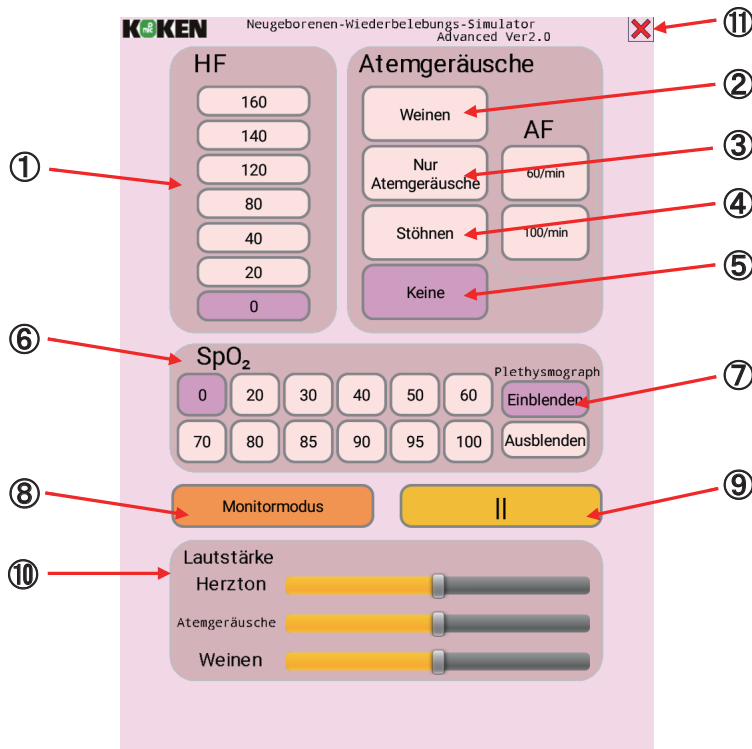 KOKEN
Neugeborenen-Wiederbelebungs-Simulator
Advanced Ver2.0
⑪
HF
160
140
120
80
40
20
0
①
Atemgeräusche
Weinen
②
Nur
Atemgeräusche
③
Stöhnen
④
Keine
⑤
AF
60/min
100/min
⑥
SpO₂
0
20
30
40
50
60
70
80
85
90
95
100
Plethysmograph
Einblenden
⑦
Ausblenden
⑧
Monitormodus
||
⑨
⑩
Lautstärke
Herzton
Atemgeräusche
Weinen